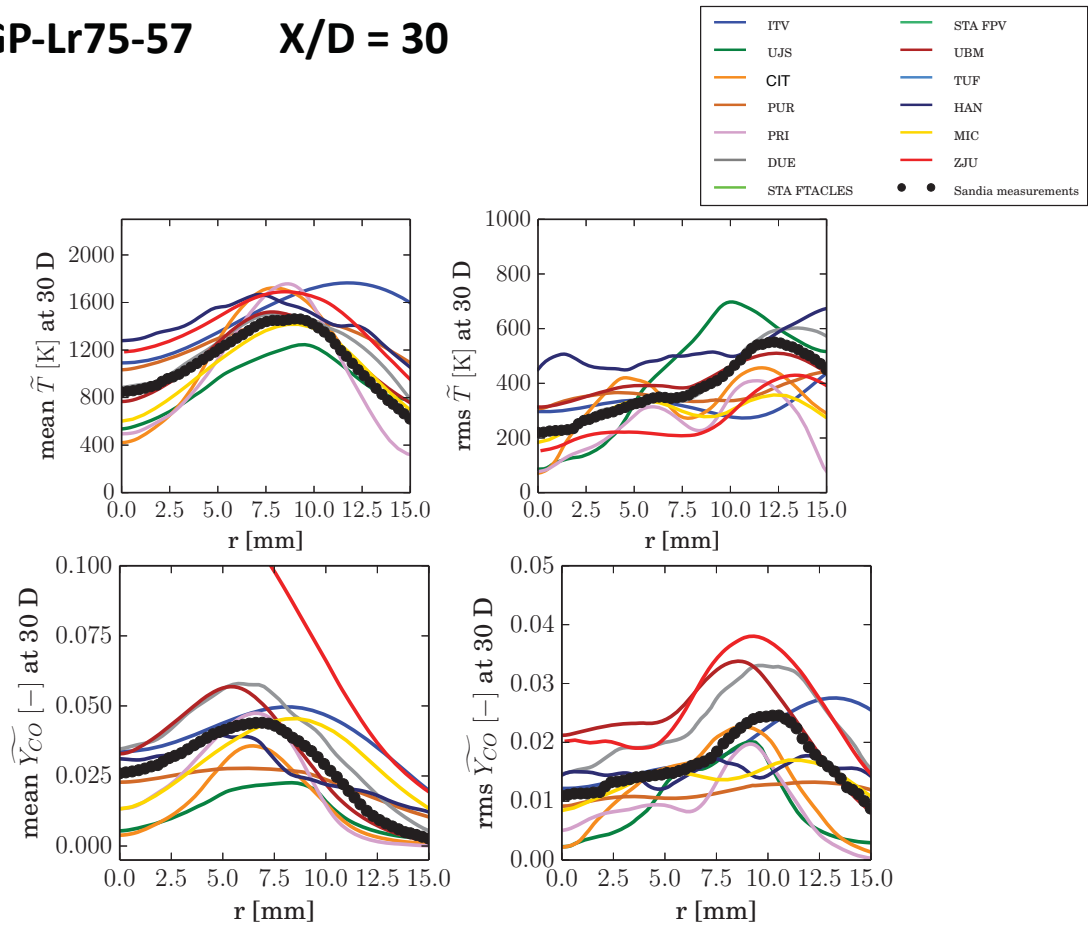 GP-Lr75-57 X/D = 30
ITV STA FPV
UJS UBM
CIT TUF
PUR HAN
PRI MIC
DUE ZJU
STA FTACLES Sandia measurements
mean T̃ [K] at 30 D
2000
1600
1200
800
400
0
0.0 2.5 5.0 7.5 10.0 12.5 15.0
r [mm]
rms T̃ [K] at 30 D
1000
800
600
400
200
0
0.0 2.5 5.0 7.5 10.0 12.5 15.0
r [mm]
mean Y͠CO [−] at 30 D
0.100
0.075
0.050
0.025
0.000
0.0 2.5 5.0 7.5 10.0 12.5 15.0
r [mm]
rms Y͠CO [−] at 30 D
0.05
0.04
0.03
0.02
0.01
0.00
0.0 2.5 5.0 7.5 10.0 12.5 15.0
r [mm]